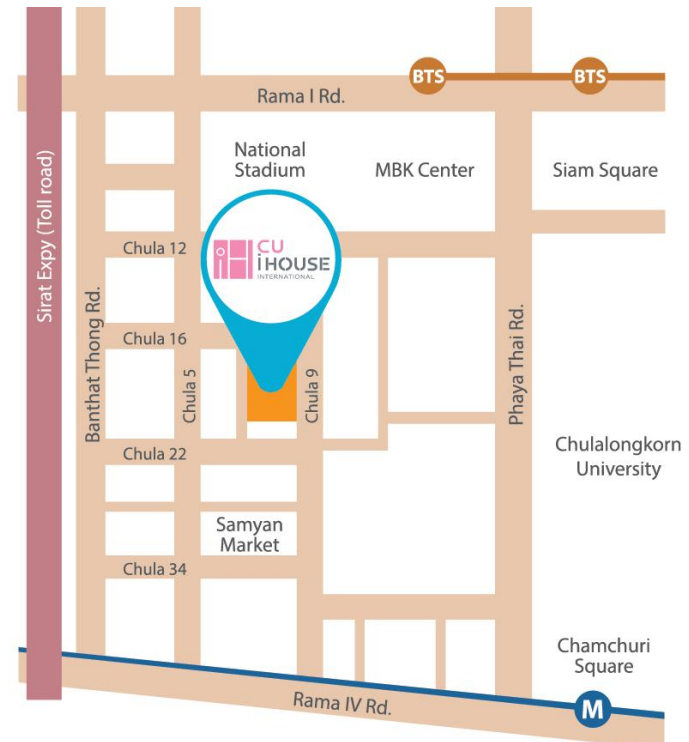 BTS
BTS
Rama I Rd.
National
Stadium
MBK Center
Siam Square
Sirat Expy (Toll road)
Chula 12
CU
iHOUSE
INTERNATIONAL
Banthat Thong Rd.
Chula 16
Chula 5
Chula 9
Phaya Thai Rd.
Chula 22
Chulalongkorn
University
Samyan
Market
Chula 34
Chamchuri
Square
Rama IV Rd.
M